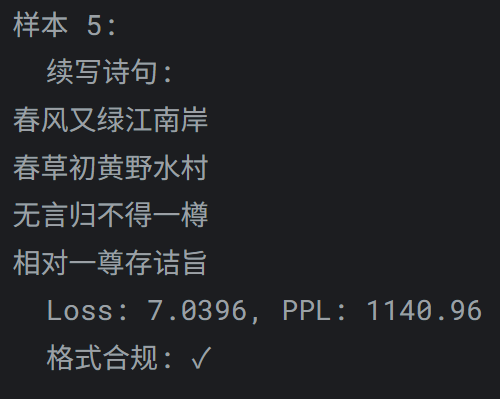 样本 5:
续写诗句:
春风又绿江南岸
春草初黄野水村
无言归不得一樽
相对一尊存诘旨
Loss: 7.0396, PPL: 1140.96
格式合规: ✓